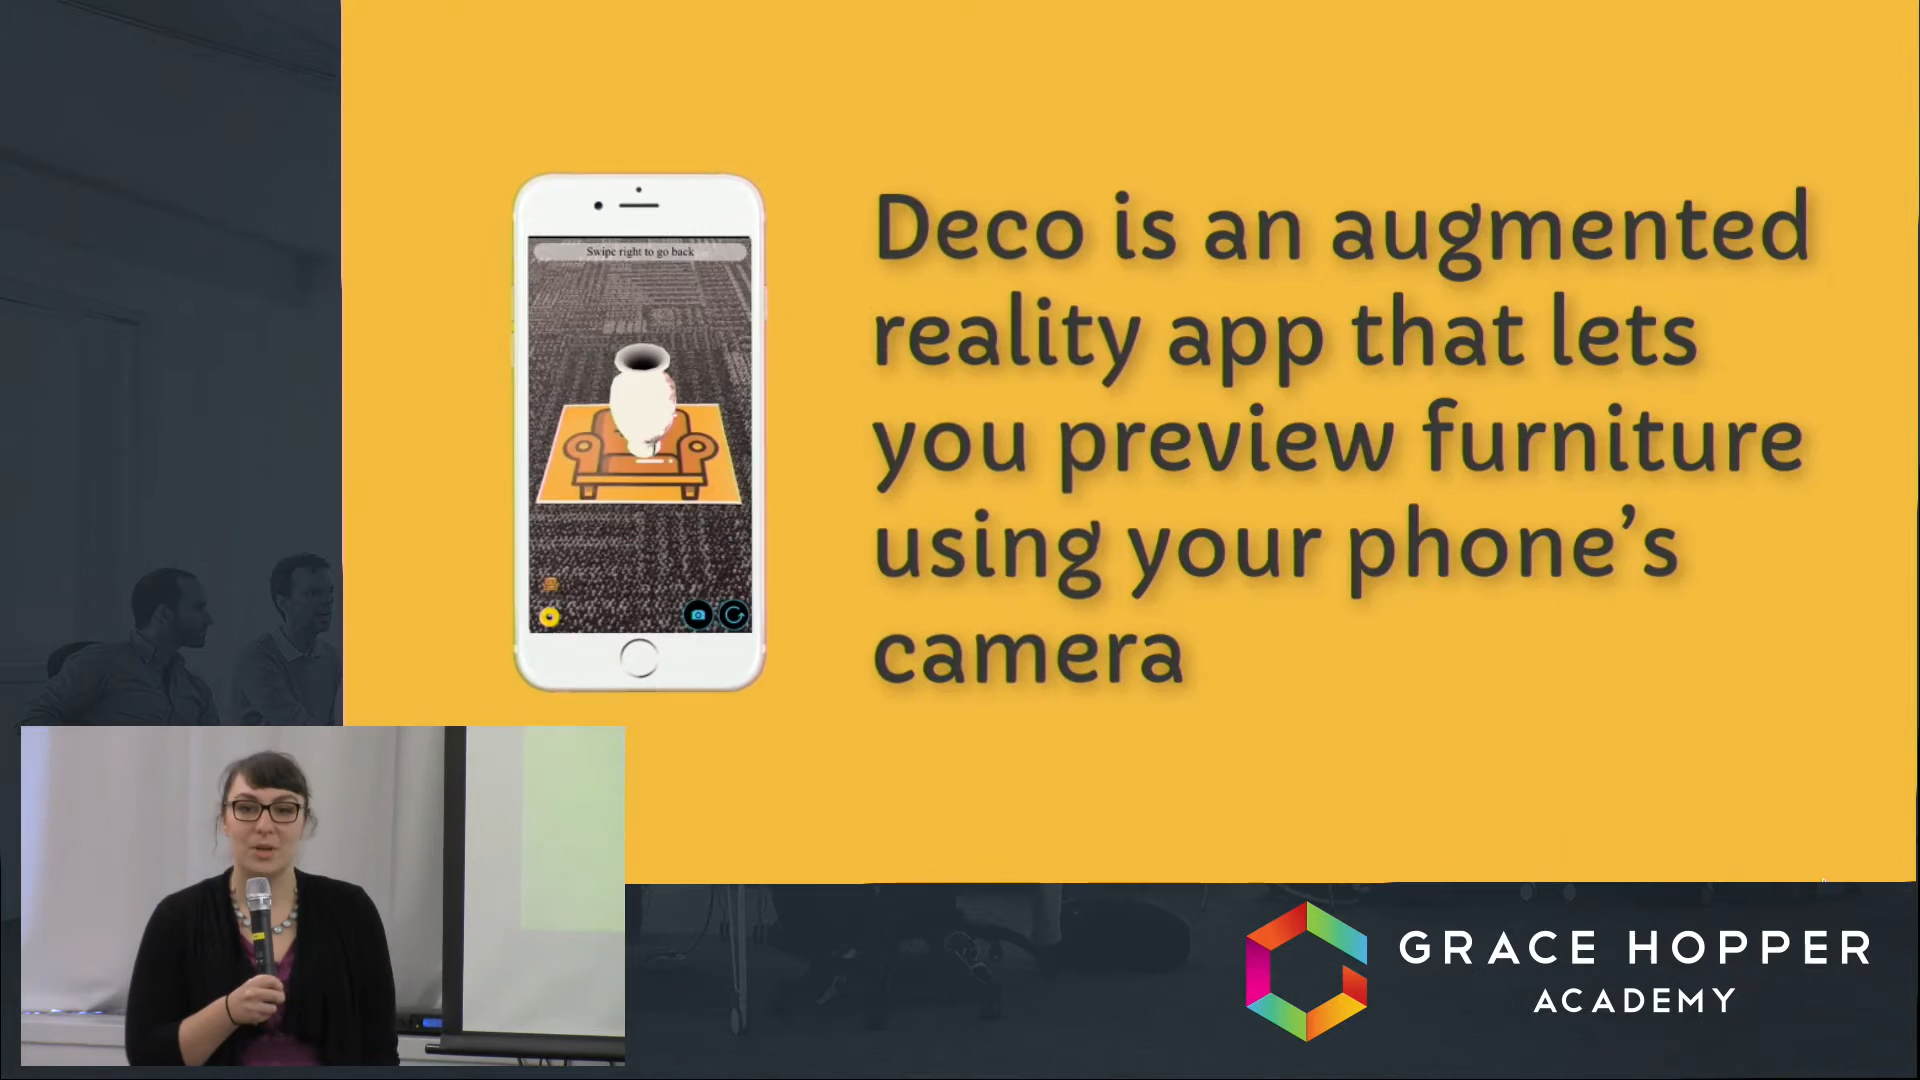 Swipe right to go back
Deco is an augmented
reality app that lets
you preview furniture
using your phone’s
camera
GRACE HOPPER
ACADEMY